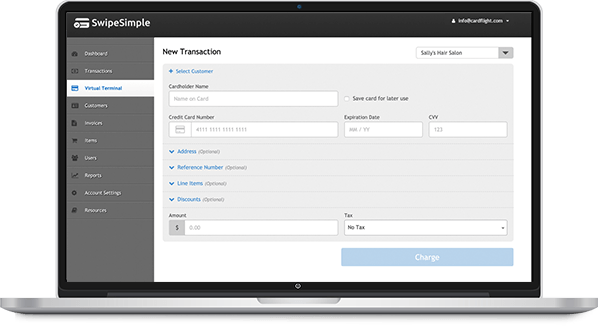 SwipeSimple
info@cardflight.com
Dashboard
Transactions
Virtual Terminal
Customers
Invoices
Items
Users
Reports
Account Settings
Resources
New Transaction
Sally's Hair Salon
+ Select Customer
Cardholder Name
Name on Card
Save card for later use
Credit Card Number Expiration Date CVV
4111 1111 1111 1111 MM / YY 123
Address (Optional)
Reference Number (Optional)
Line Items (Optional)
Discounts (Optional)
Amount Tax
$ 0.00 No Tax
Charge